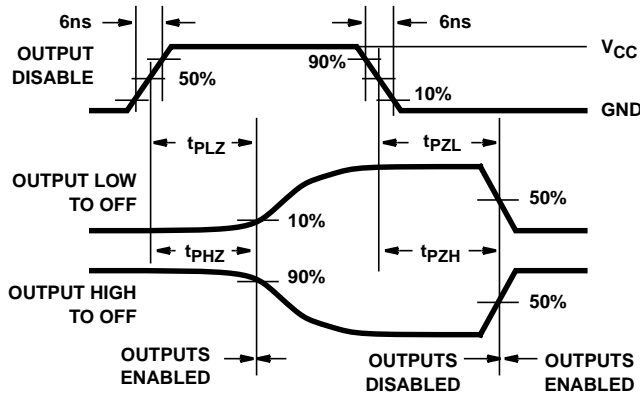 6ns
6ns
OUTPUT
DISABLE
50%
90%
10%
VCC
GND
tPLZ
tPZL
OUTPUT LOW
TO OFF
10%
50%
tPHZ
tPZH
OUTPUT HIGH
TO OFF
90%
50%
OUTPUTS
ENABLED
OUTPUTS
DISABLED
OUTPUTS
ENABLED